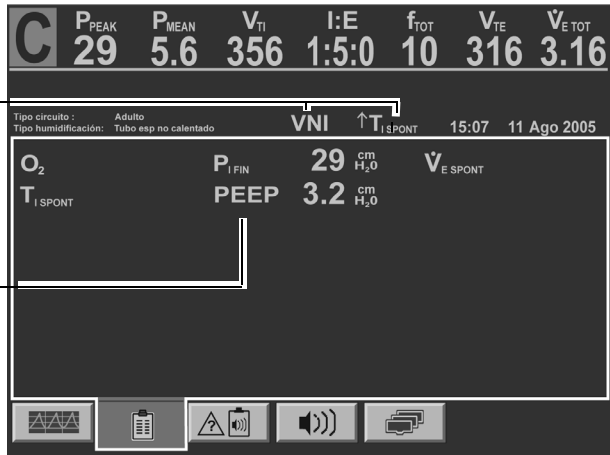 C PPEAK PMEAN VTI I:E fTOT VTE V̇E TOT
29 5.6 356 1:5:0 10 316 3.16
Tipo circuito : Adulto
Tipo humidificación: Tubo esp no calentado
VNI ↑TI SPONT 15:07 11 Ago 2005
O₂ PI FIN 29 cm H₂0 V̇E SPONT
TI SPONT PEEP 3.2 cm H₂0
?